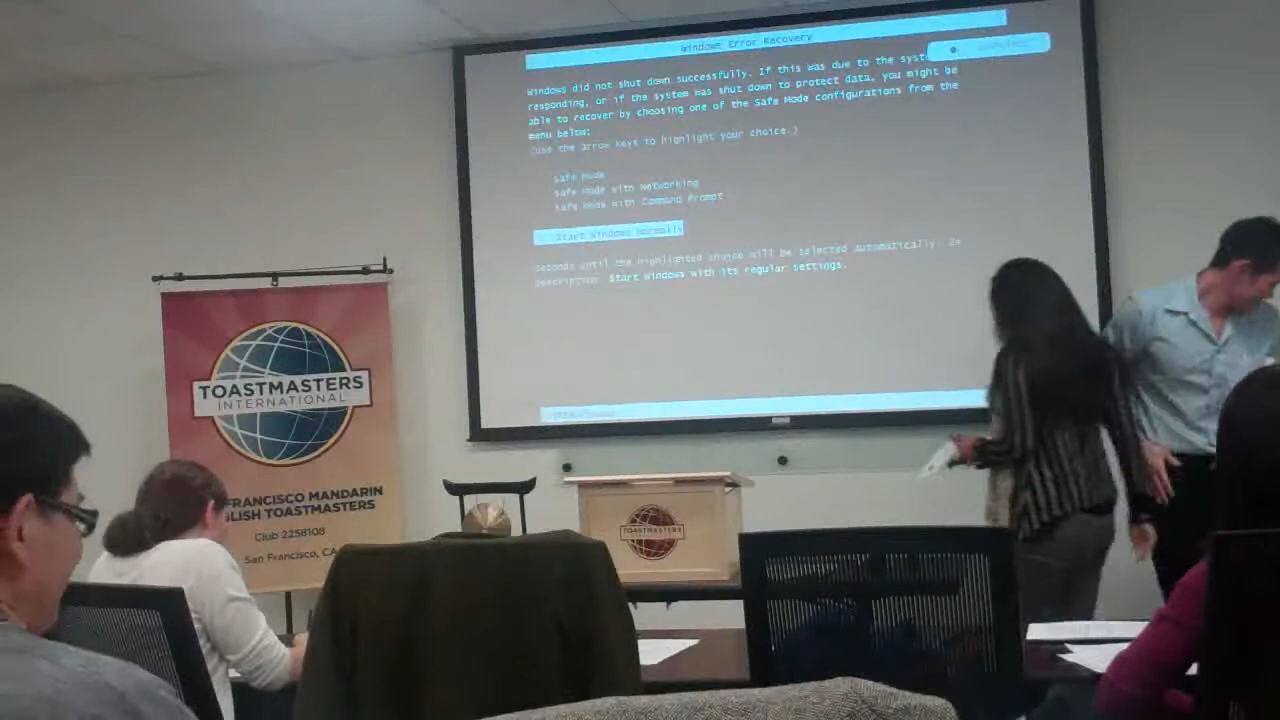 Windows Error Recovery
Windows did not shut down successfully. If this was due to the
responding, or if the system was shut down to protect data, you might be
able to recover by choosing one of the Safe Mode configurations from the
menu below:
(Use the arrow keys to highlight your choice.)
Safe Mode
Safe Mode with Networking
Safe Mode with Command Prompt
Start Windows Normally
Seconds until the highlighted choice will be selected automatically:
Description: Start Windows with its regular settings.
TOASTMASTERS
INTERNATIONAL
FRANCISCO MANDARIN
LISH TOASTMASTERS
Club 2258108
San Francisco, CA
TOASTMASTERS